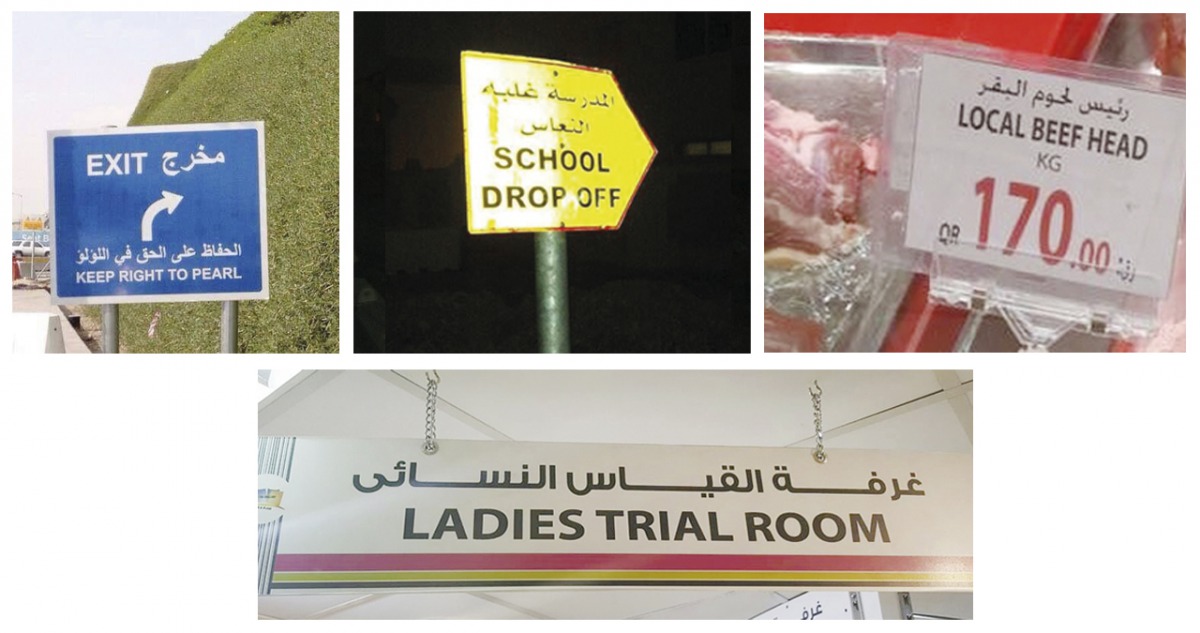 EXIT مخرج
الحفاظ على الحق في اللؤلؤ
KEEP RIGHT TO PEARL
المدرسة غلبه
النعاس
SCHOOL
DROP OFF
رئيس لحوم البقر
LOCAL BEEF HEAD
KG
QR 170.00 ر.ق
غرفة القياس النسائى
LADIES TRIAL ROOM